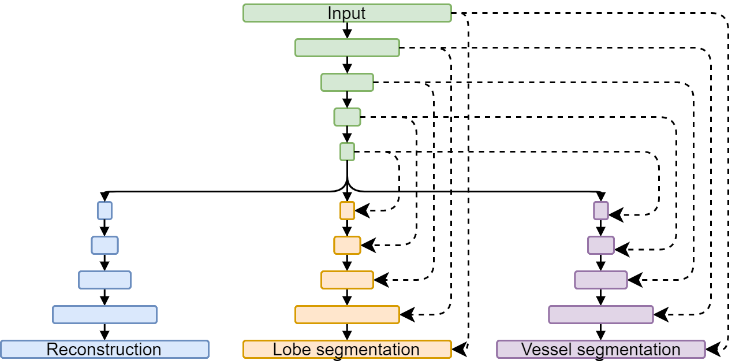 Input
Reconstruction
Lobe segmentation
Vessel segmentation